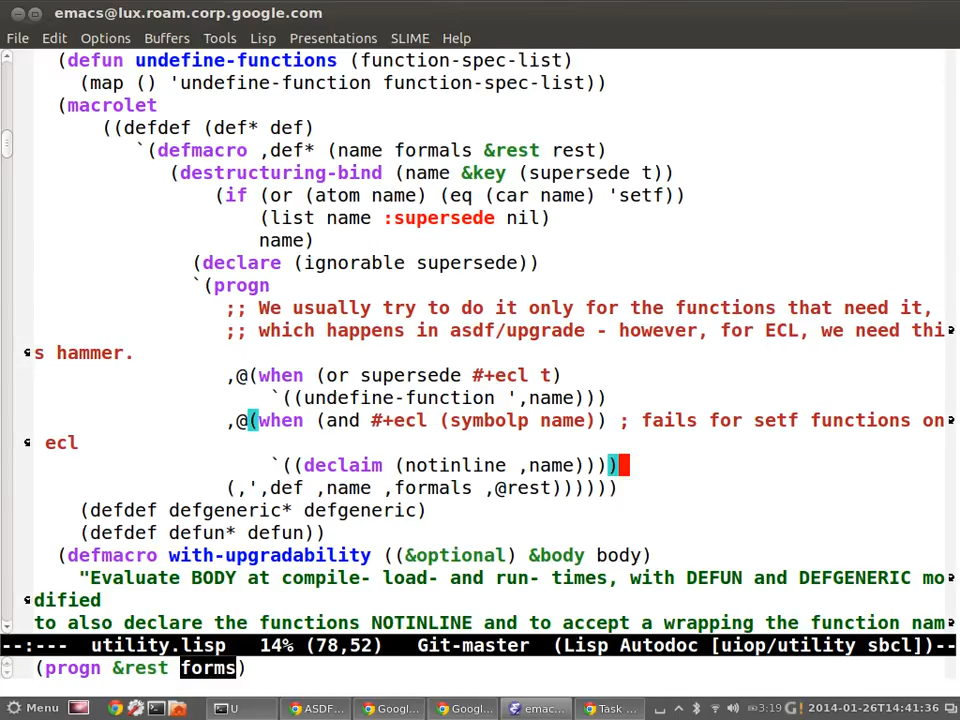 emacs@lux.roam.corp.google.com
File Edit Options Buffers Tools Lisp Presentations SLIME Help
(defun undefine-functions (function-spec-list)
(map () 'undefine-function function-spec-list))
(macrolet
((defdef (def* def)
`(defmacro ,def* (name formals &rest rest)
(destructuring-bind (name &key (supersede t))
(if (or (atom name) (eq (car name) 'setf))
(list name :supersede nil)
name)
(declare (ignorable supersede))
`(progn
;; We usually try to do it only for the functions that need it,
;; which happens in asdf/upgrade - however, for ECL, we need thi
s hammer.
,@(when (or supersede #+ecl t)
`((undefine-function ',name)))
,@(when (and #+ecl (symbolp name)) ; fails for setf functions on
ecl
`((declaim (notinline ,name))))
(,',def ,name ,formals ,@rest))))))
(defdef defgeneric* defgeneric)
(defdef defun* defun))
(defmacro with-upgradability ((&optional) &body body)
"Evaluate BODY at compile- load- and run- times, with DEFUN and DEFGENERIC mo
dified
to also declare the functions NOTINLINE and to accept a wrapping the function nam
--:--- utility.lisp 14% (78,52) Git-master (Lisp Autodoc [uiop/utility sbcl])--
(progn &rest forms)
Menu U ASDF... Googl... Googl... emac... Task ... 3:19 2014-01-26T14:41:36